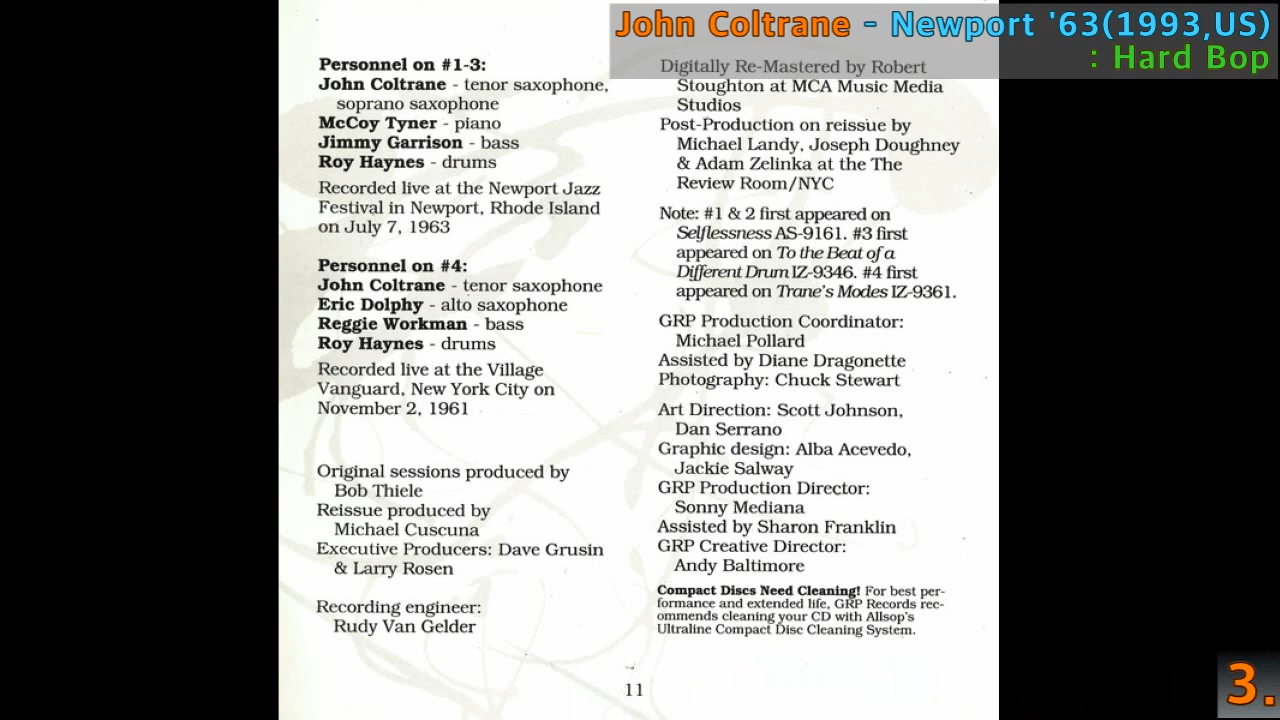 John Coltrane - Newport '63(1993,US)
: Hard Bop
Personnel on #1-3:
John Coltrane - tenor saxophone,
soprano saxophone
McCoy Tyner - piano
Jimmy Garrison - bass
Roy Haynes - drums
Recorded live at the Newport Jazz
Festival in Newport, Rhode Island
on July 7, 1963
Personnel on #4:
John Coltrane - tenor saxophone
Eric Dolphy - alto saxophone
Reggie Workman - bass
Roy Haynes - drums
Recorded live at the Village
Vanguard, New York City on
November 2, 1961
Original sessions produced by
Bob Thiele
Reissue produced by
Michael Cuscuna
Executive Producers: Dave Grusin
& Larry Rosen
Recording engineer:
Rudy Van Gelder
Digitally Re-Mastered by Robert
Stoughton at MCA Music Media
Studios
Post-Production on reissue by
Michael Landy, Joseph Doughney
& Adam Zelinka at the The
Review Room/NYC
Note: #1 & 2 first appeared on
Selflessness AS-9161. #3 first
appeared on To the Beat of a
Different Drum IZ-9346. #4 first
appeared on Trane's Modes IZ-9361.
GRP Production Coordinator:
Michael Pollard
Assisted by Diane Dragonette
Photography: Chuck Stewart
Art Direction: Scott Johnson,
Dan Serrano
Graphic design: Alba Acevedo,
Jackie Salway
GRP Production Director:
Sonny Mediana
Assisted by Sharon Franklin
GRP Creative Director:
Andy Baltimore
Compact Discs Need Cleaning! For best per-
formance and extended life, GRP Records rec-
ommends cleaning your CD with Allsop's
Ultraline Compact Disc Cleaning System.
11
3.